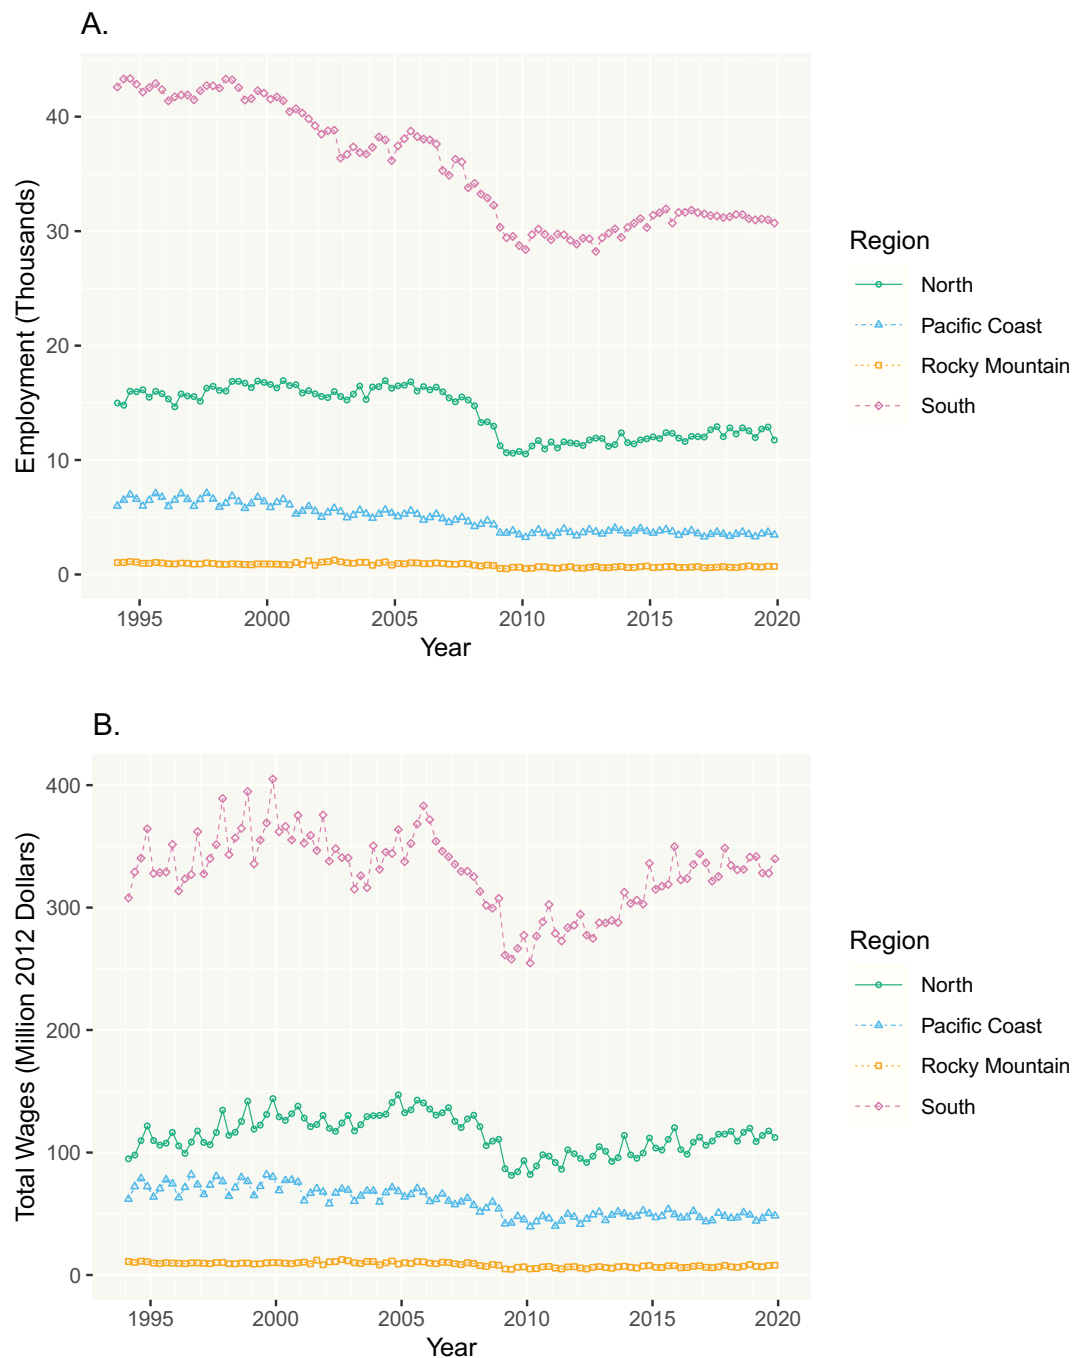 A.
Employment (Thousands)
40
30
20
10
0
1995 2000 2005 2010 2015 2020
Year
Region
North
Pacific Coast
Rocky Mountain
South
B.
Total Wages (Million 2012 Dollars)
400
300
200
100
0
1995 2000 2005 2010 2015 2020
Year
Region
North
Pacific Coast
Rocky Mountain
South